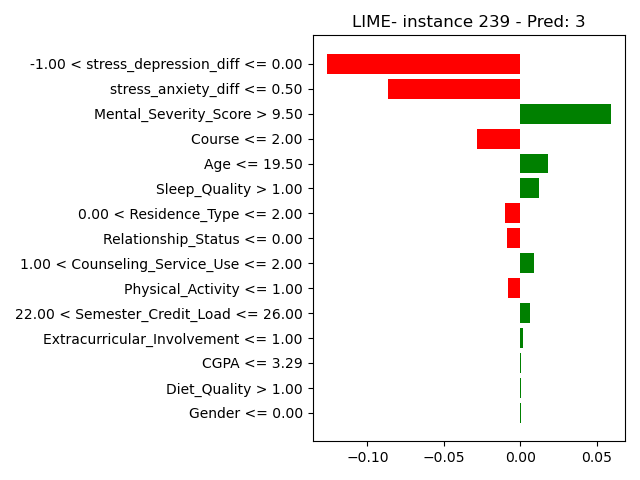 LIME- instance 239 - Pred: 3
-1.00 < stress_depression_diff <= 0.00
stress_anxiety_diff <= 0.50
Mental_Severity_Score > 9.50
Course <= 2.00
Age <= 19.50
Sleep_Quality > 1.00
0.00 < Residence_Type <= 2.00
Relationship_Status <= 0.00
1.00 < Counseling_Service_Use <= 2.00
Physical_Activity <= 1.00
22.00 < Semester_Credit_Load <= 26.00
Extracurricular_Involvement <= 1.00
CGPA <= 3.29
Diet_Quality > 1.00
Gender <= 0.00
−0.10 −0.05 0.00 0.05